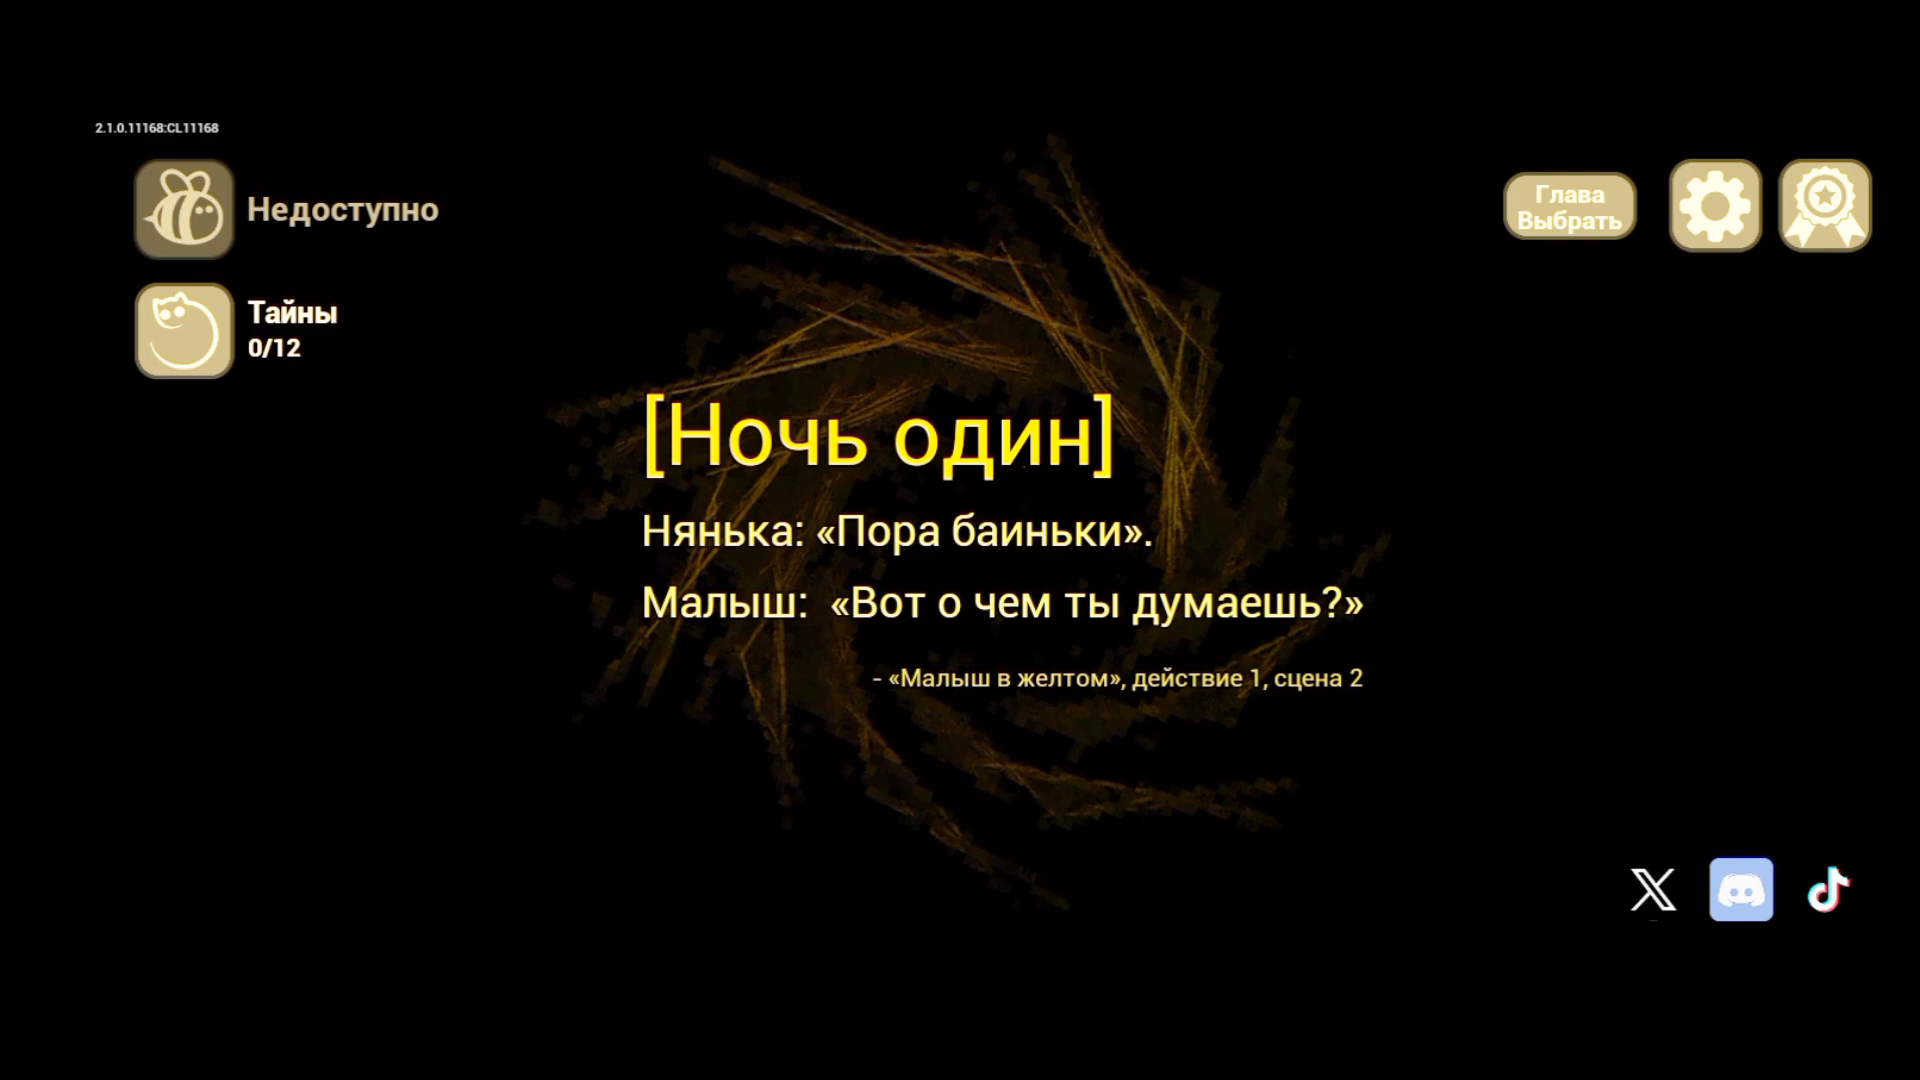 2.1.0.11168:CL11168
Недоступно
Глава
Выбрать
Тайны
0/12
[Ночь один]
Нянька: «Пора баиньки».
Малыш: «Вот о чем ты думаешь?»
- «Малыш в желтом», действие 1, сцена 2